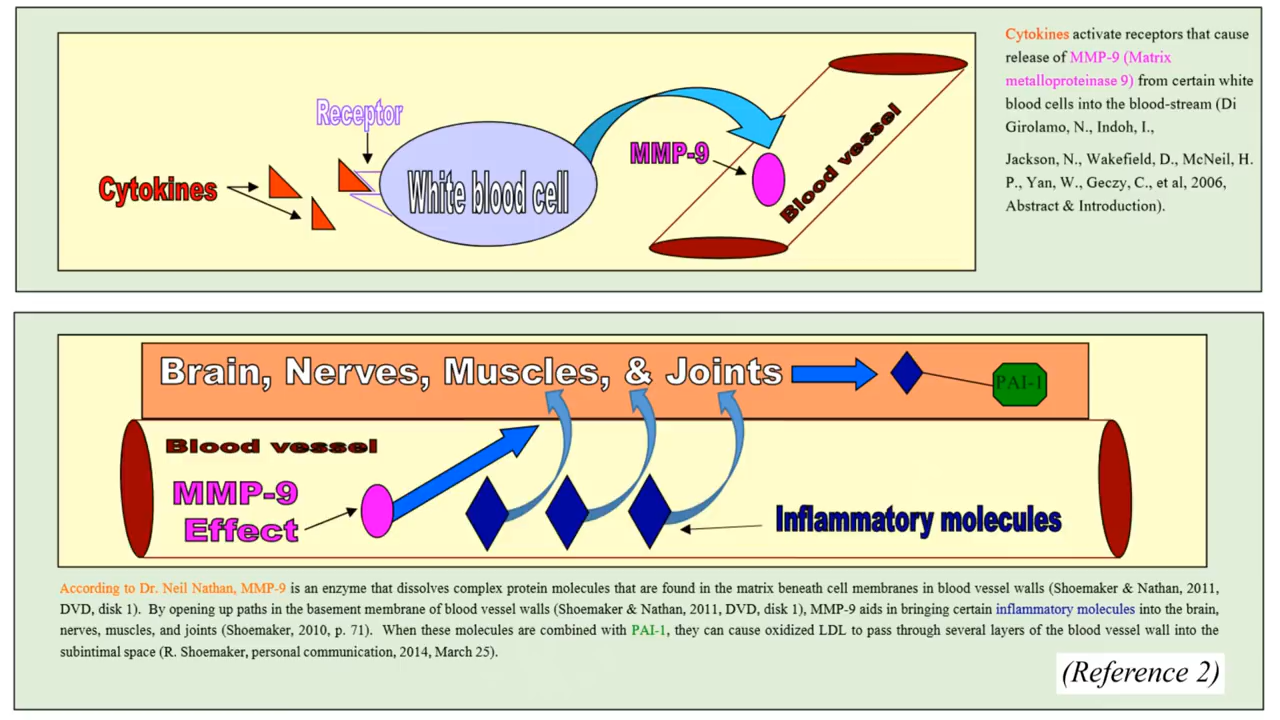 Cytokines activate receptors that cause
release of MMP-9 (Matrix
metalloproteinase 9) from certain white
blood cells into the blood-stream (Di
Girolamo, N., Indoh, I.,
Jackson, N., Wakefield, D., McNeil, H.
P., Yan, W., Geczy, C., et al, 2006,
Abstract & Introduction).
Receptor
Cytokines
White blood cell
MMP-9
Blood vessel
Brain, Nerves, Muscles, & Joints
PAI-1
Blood vessel
MMP-9
Effect
Inflammatory molecules
According to Dr. Neil Nathan, MMP-9 is an enzyme that dissolves complex protein molecules that are found in the matrix beneath cell membranes in blood vessel walls (Shoemaker & Nathan, 2011,
DVD, disk 1). By opening up paths in the basement membrane of blood vessel walls (Shoemaker & Nathan, 2011, DVD, disk 1), MMP-9 aids in bringing certain inflammatory molecules into the brain,
nerves, muscles, and joints (Shoemaker, 2010, p. 71). When these molecules are combined with PAI-1, they can cause oxidized LDL to pass through several layers of the blood vessel wall into the
subintimal space (R. Shoemaker, personal communication, 2014, March 25).
(Reference 2)